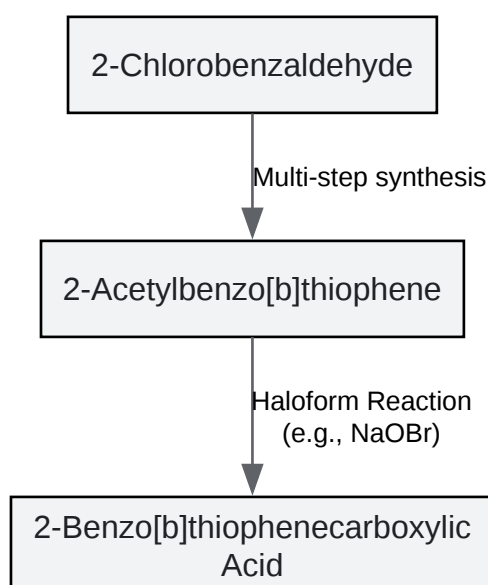 2-Chlorobenzaldehyde
Multi-step synthesis
2-Acetylbenzo[b]thiophene
Haloform Reaction
(e.g., NaOBr)
2-Benzo[b]thiophenecarboxylic
Acid